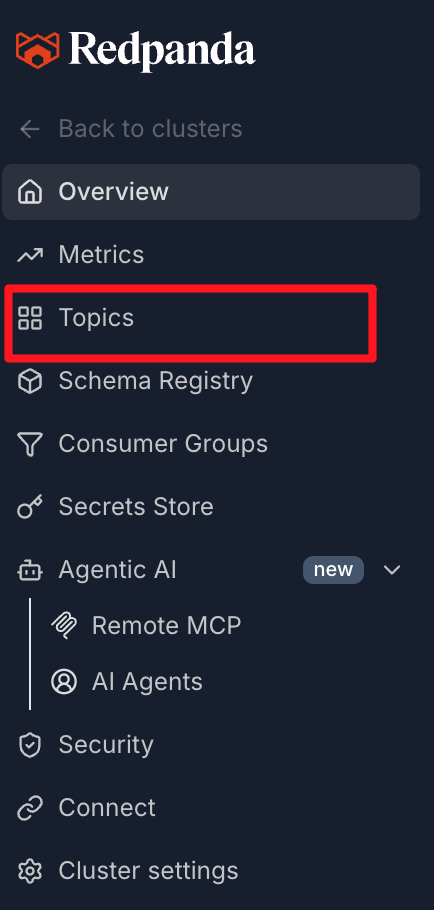 Redpanda
Back to clusters
Overview
Metrics
Topics
Schema Registry
Consumer Groups
Secrets Store
Agentic AI new
Remote MCP
AI Agents
Security
Connect
Cluster settings